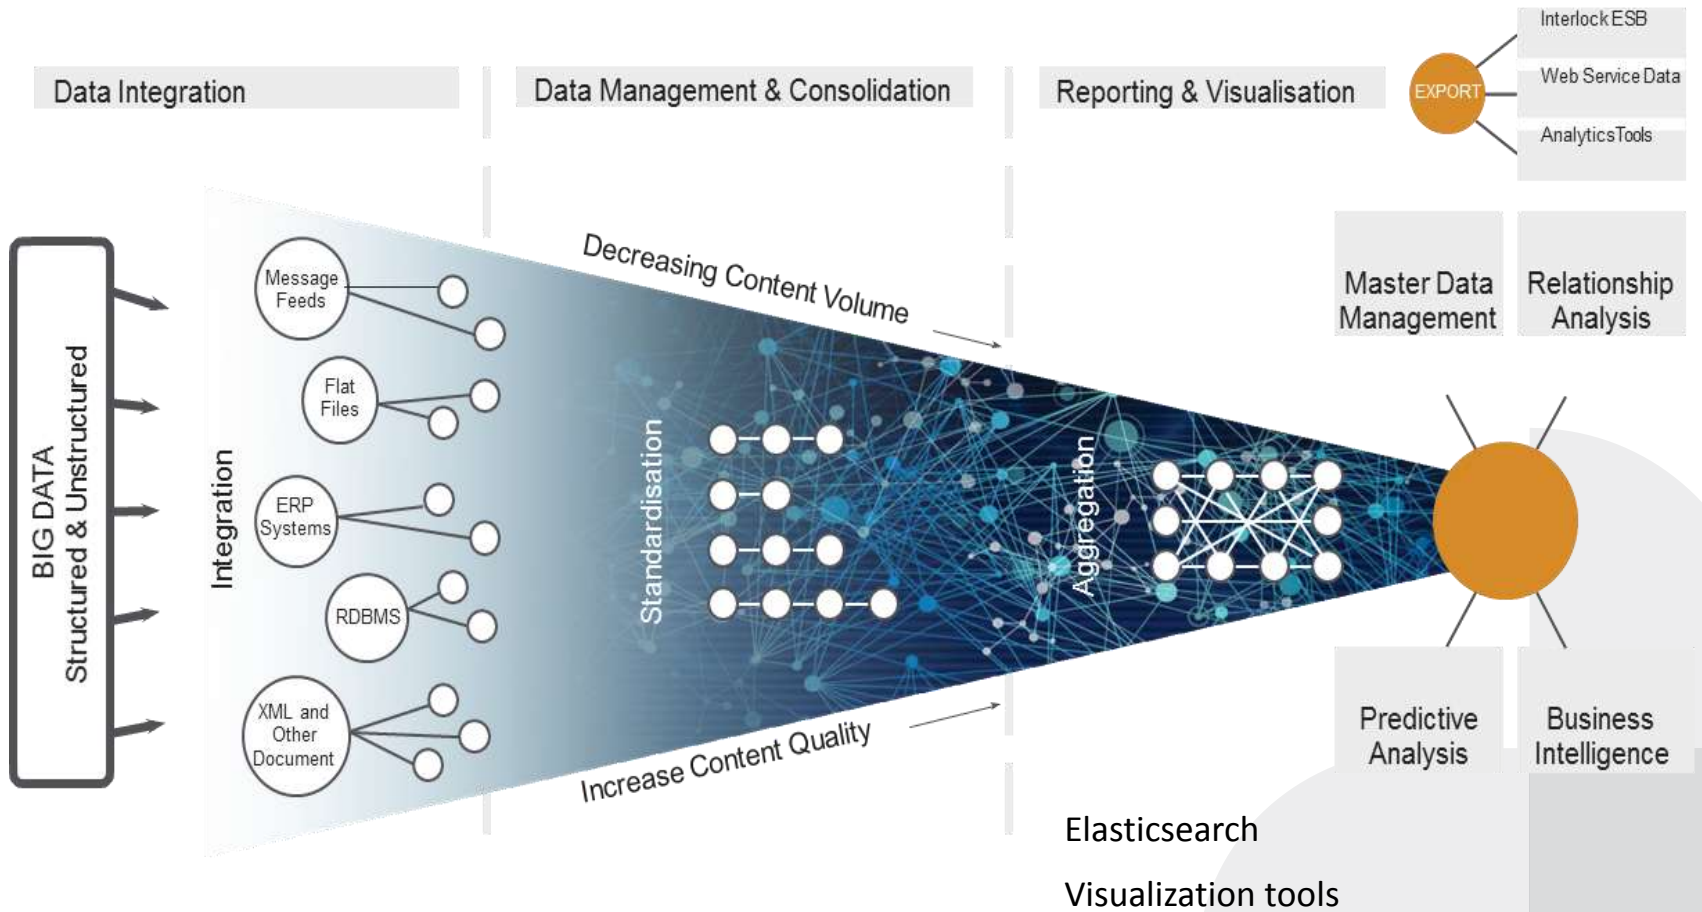 Data Integration
Data Management & Consolidation
Reporting & Visualisation
EXPORT
Interlock ESB
Web Service Data
AnalyticsTools
BIG DATA
Structured & Unstructured
Integration
Message
Feeds
Flat
Files
ERP
Systems
RDBMS
XML and
Other
Document
Decreasing Content Volume
Standardisation
Increase Content Quality
Aggregation
Master Data
Management
Relationship
Analysis
Predictive
Analysis
Business
Intelligence
Elasticsearch
Visualization tools